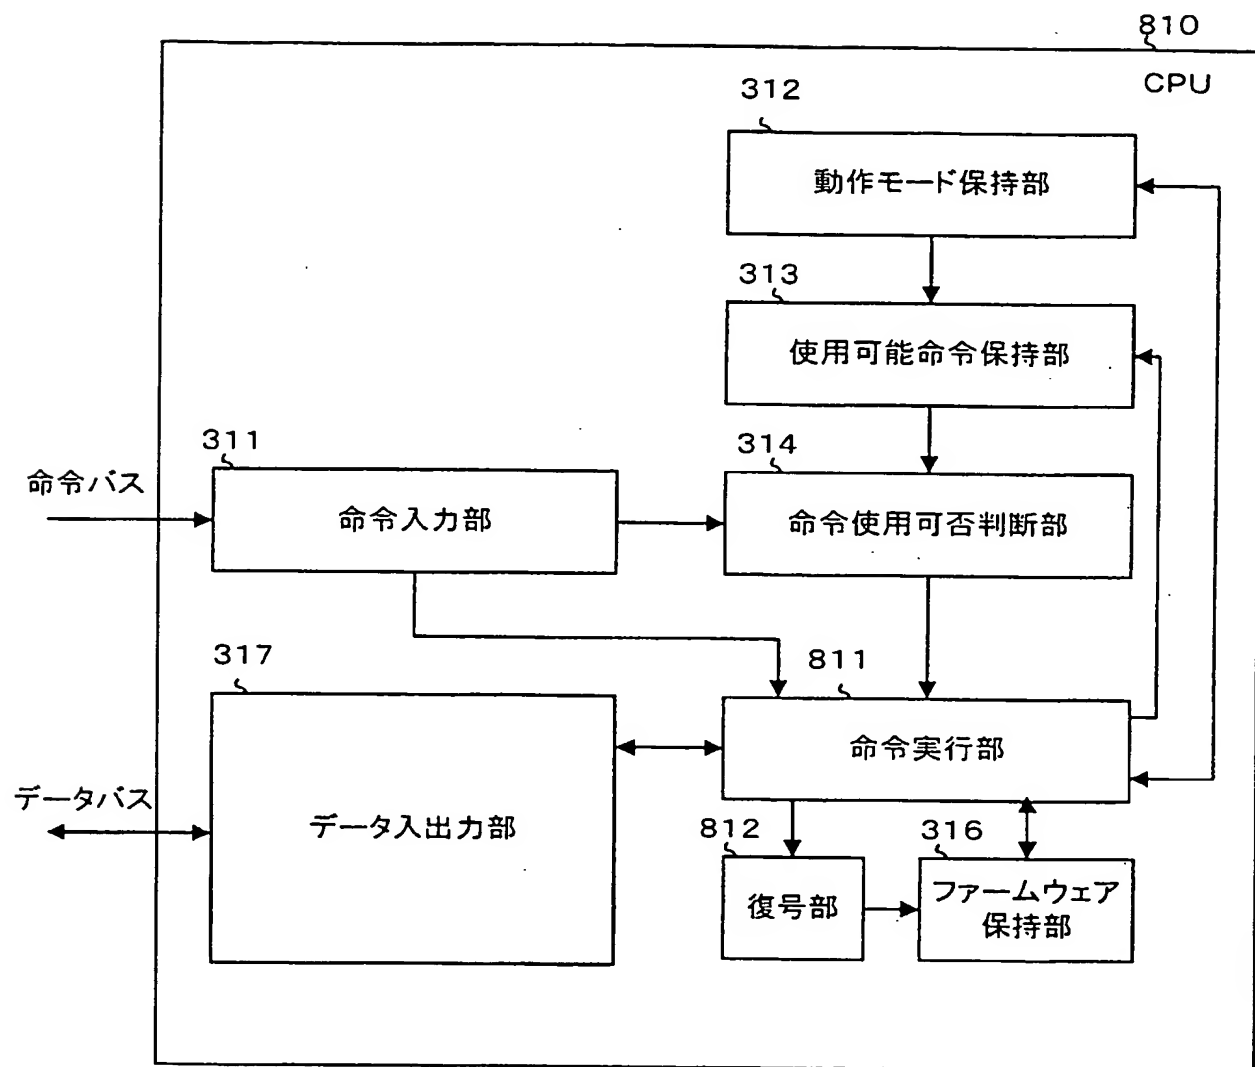 810
CPU
312
動作モード保持部
313
使用可能命令保持部
311
314
命令バス
命令入力部
命令使用可否判断部
317
811
命令実行部
データバス
データ入出力部
812
316
復号部
ファームウェア
保持部